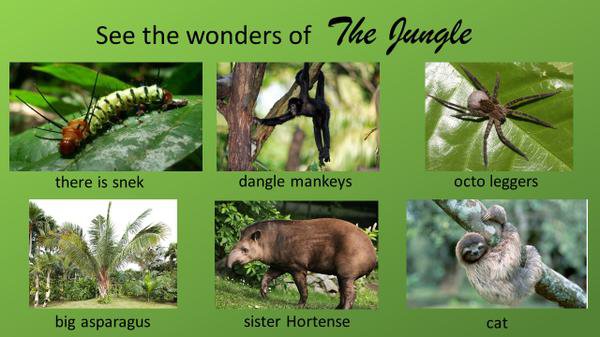 See the wonders of The Jungle
there is snek
dangle mankeys
octo leggers
big asparagus
sister Hortense
cat